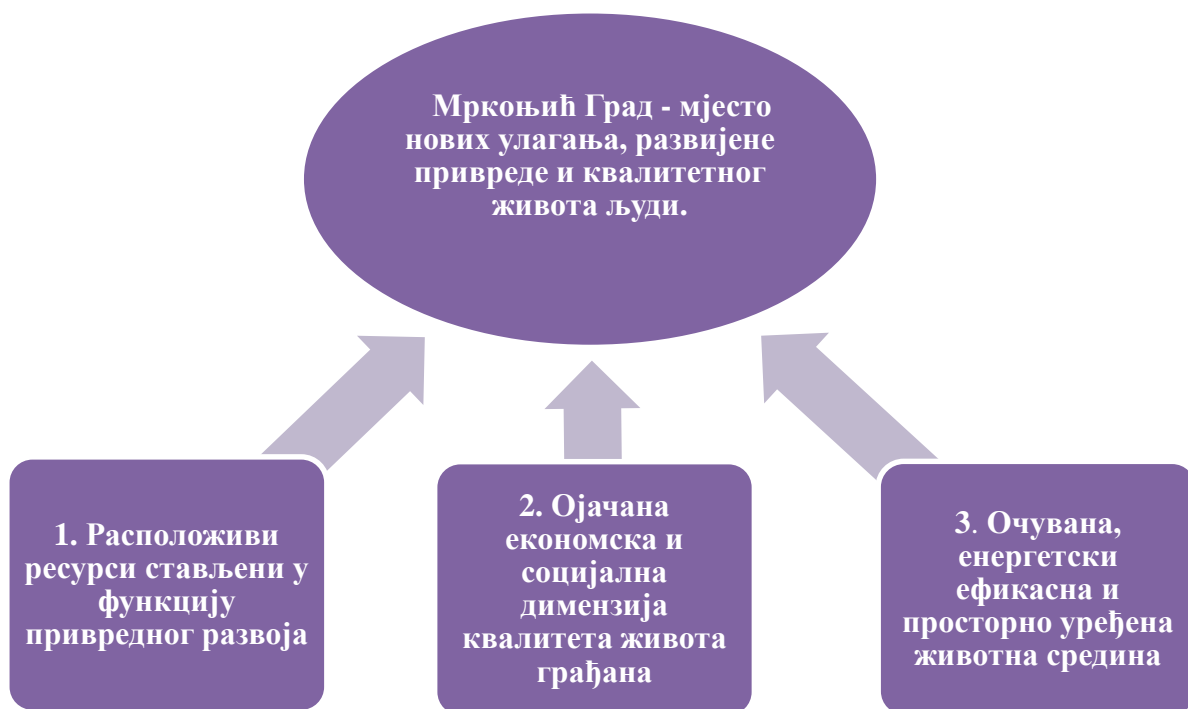 Мркоњић Град - мјесто
нових улагања, развијене
привреде и квалитетног
живота људи.
1. Расположиви
ресурси стављени у
функцију
привредног развоја
2. Ојачана
економска и
социјална
димензија
квалитета живота
грађана
3. Очувана,
енергетски
ефикасна и
просторно уређена
животна средина